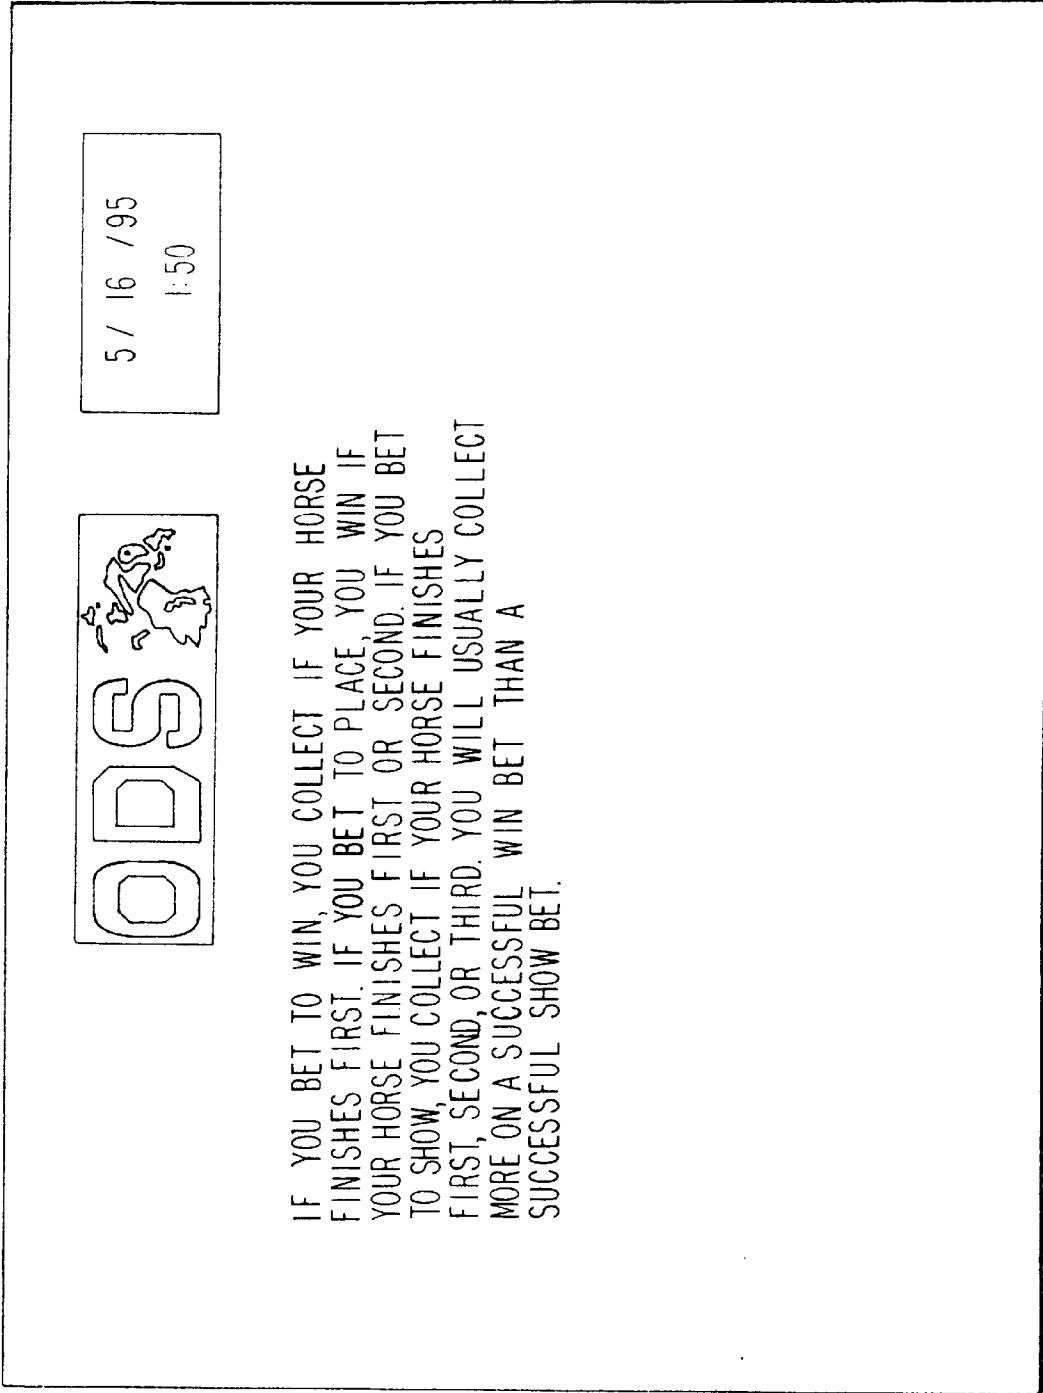 ODS
5/ 16 /95
1:50
IF YOU BET TO WIN, YOU COLLECT IF YOUR HORSE
FINISHES FIRST. IF YOU BET TO PLACE, YOU WIN IF
YOUR HORSE FINISHES FIRST OR SECOND. IF YOU BET
TO SHOW, YOU COLLECT IF YOUR HORSE FINISHES
FIRST, SECOND, OR THIRD. YOU WILL USUALLY COLLECT
MORE ON A SUCCESSFUL WIN BET THAN A
SUCCESSFUL SHOW BET.